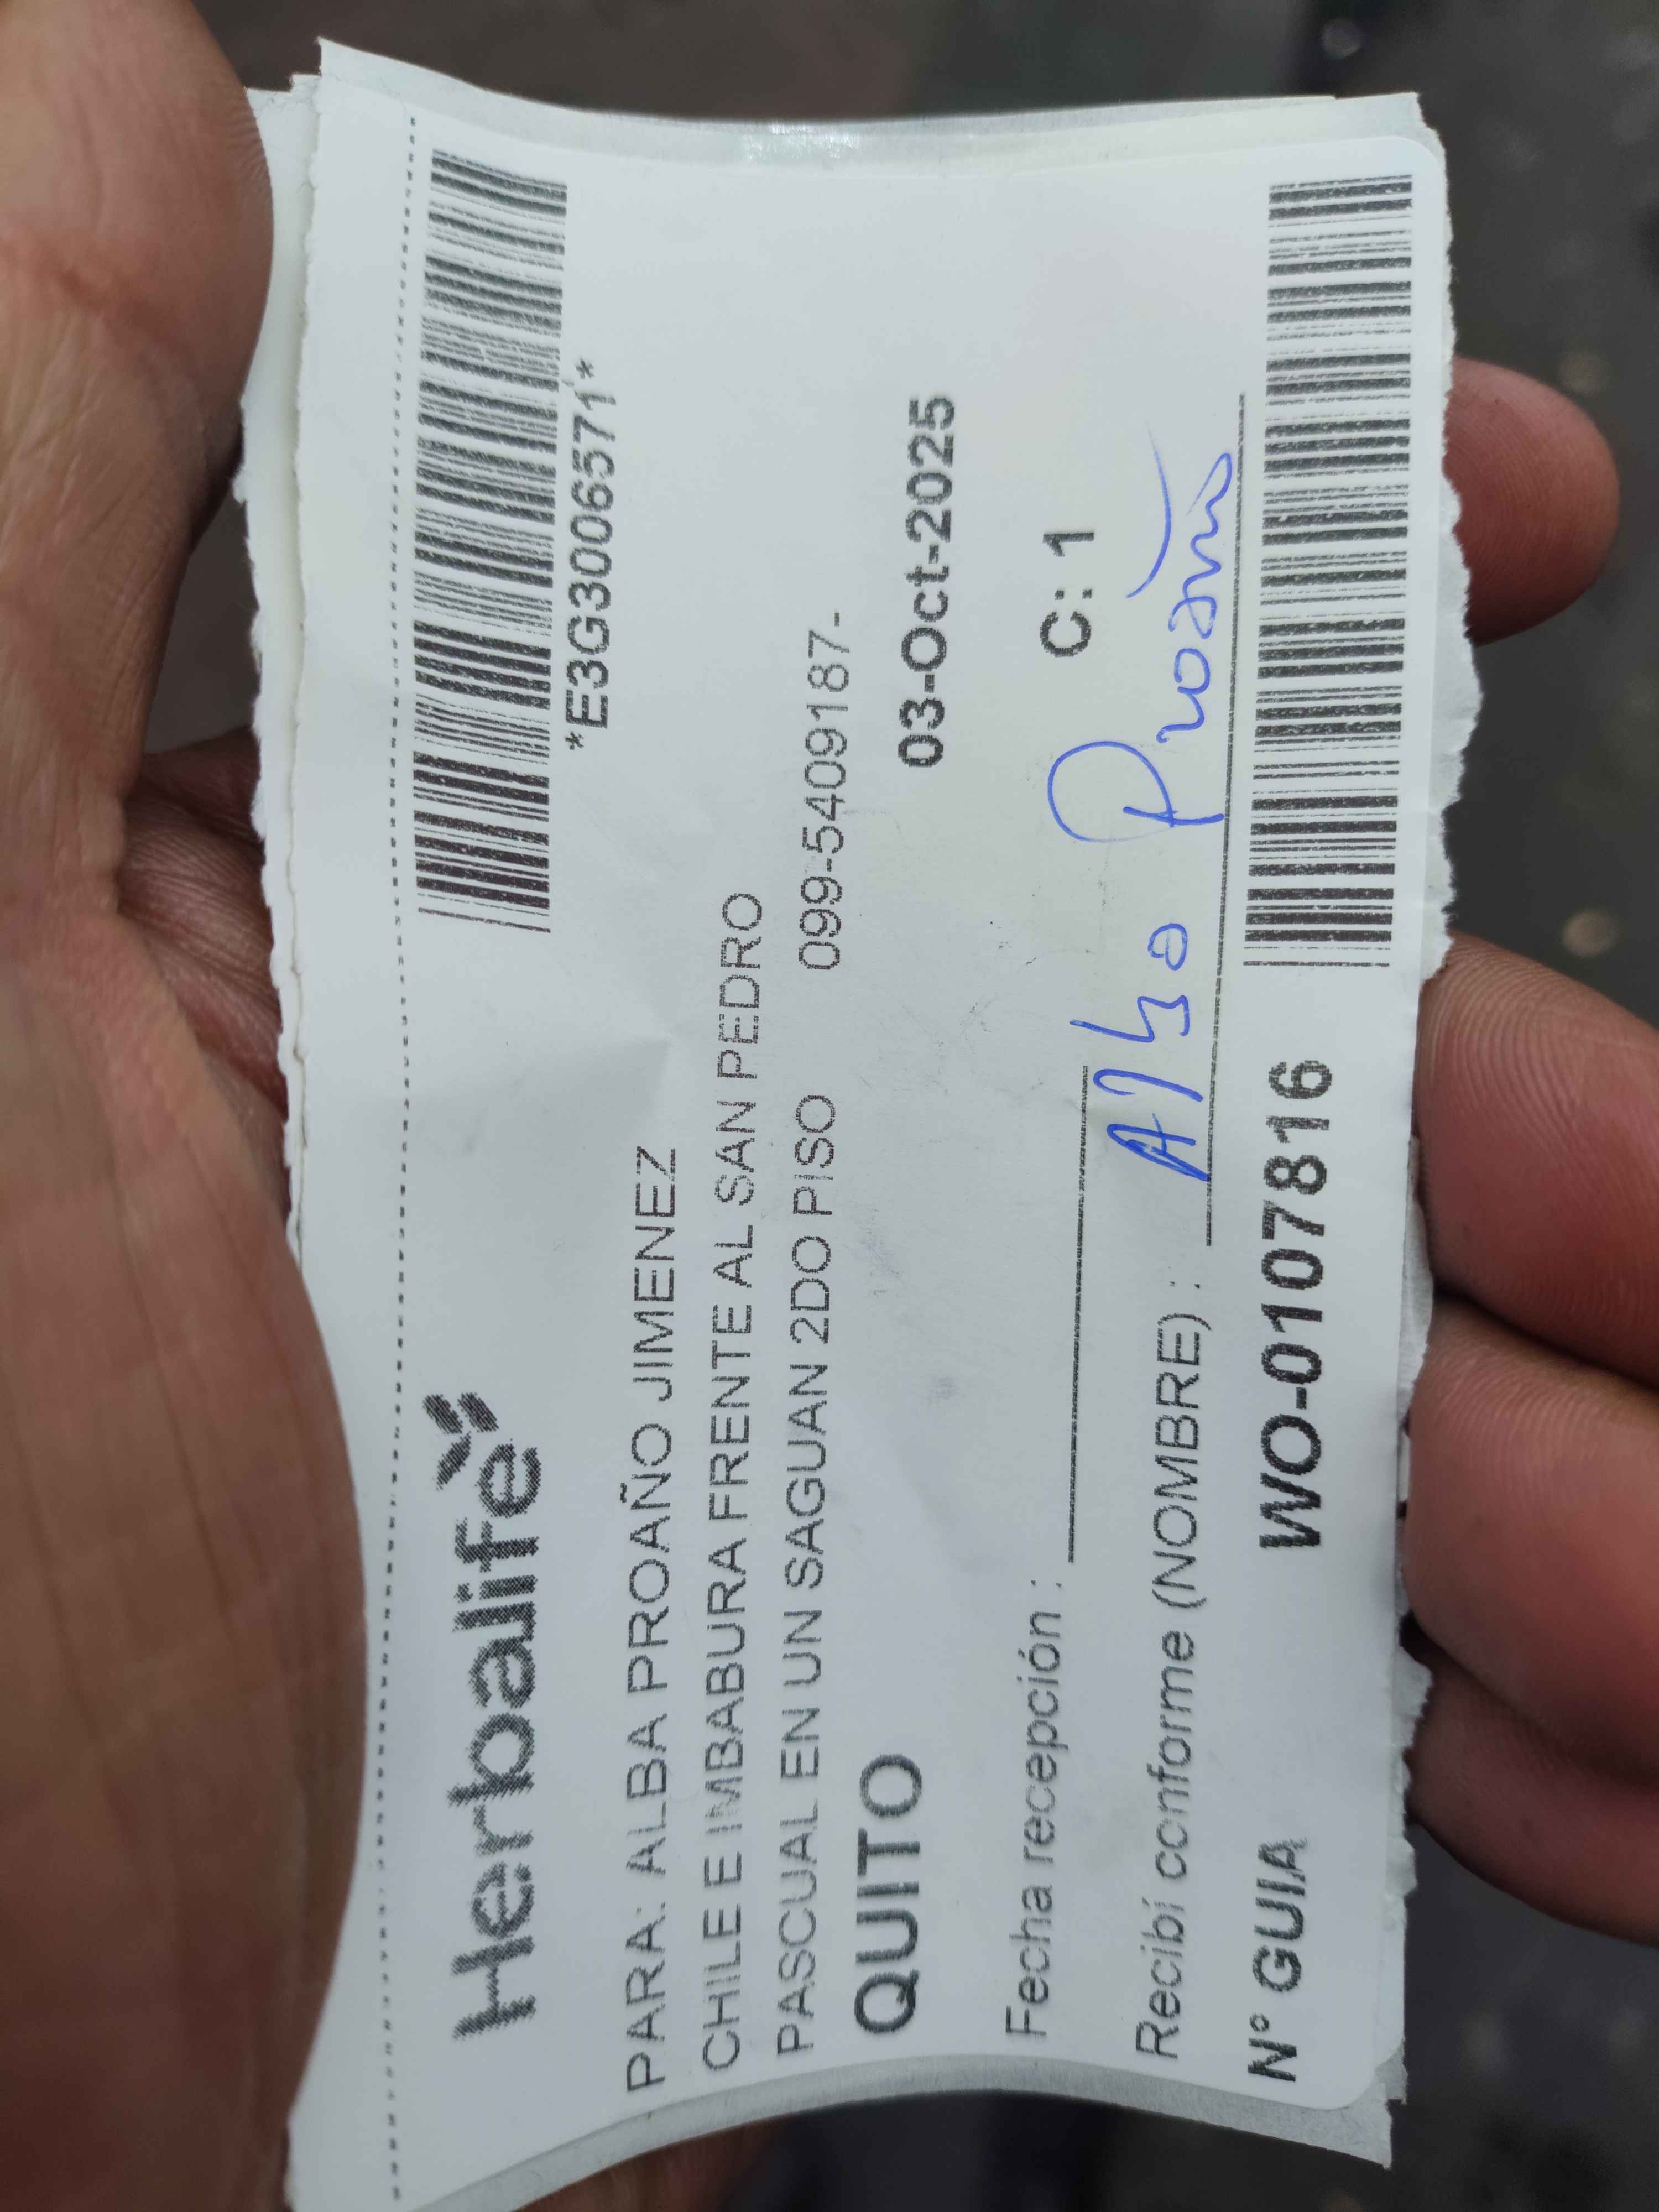 Herbalife
*E3G3006571*
PARA: ALBA PROAÑO JIMENEZ
CHILE E IMBABURA FRENTE AL SAN PEDRO
PASCUAL EN UN SAGUAN 2DO PISO 099-5409187-
QUITO 03-Oct-2025
Fecha recepción : C: 1
Recibí conforme (NOMBRE) : Alba Proaño
N° GUIA WO-0107816